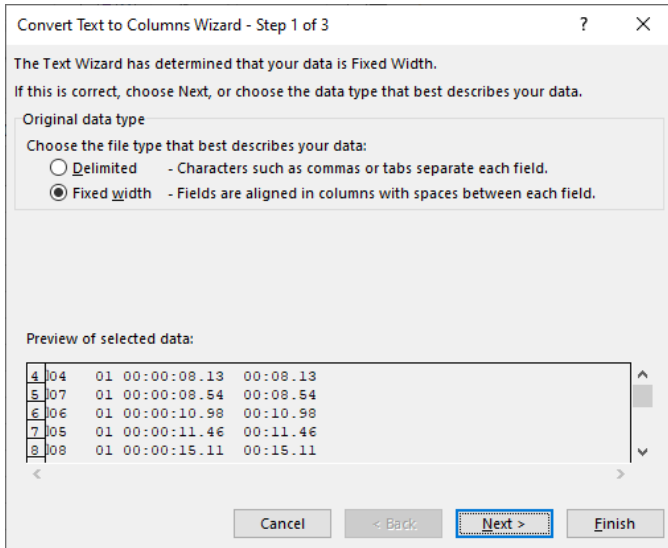 Convert Text to Columns Wizard - Step 1 of 3 ? ×
The Text Wizard has determined that your data is Fixed Width.
If this is correct, choose Next, or choose the data type that best describes your data.
Original data type
Choose the file type that best describes your data:
Delimited - Characters such as commas or tabs separate each field.
Fixed width - Fields are aligned in columns with spaces between each field.
Preview of selected data:
4 04 01 00:00:08.13 00:08.13
5 07 01 00:00:08.54 00:08.54
6 06 01 00:00:10.98 00:10.98
7 05 01 00:00:11.46 00:11.46
8 08 01 00:00:15.11 00:15.11
Cancel < Back Next > Finish